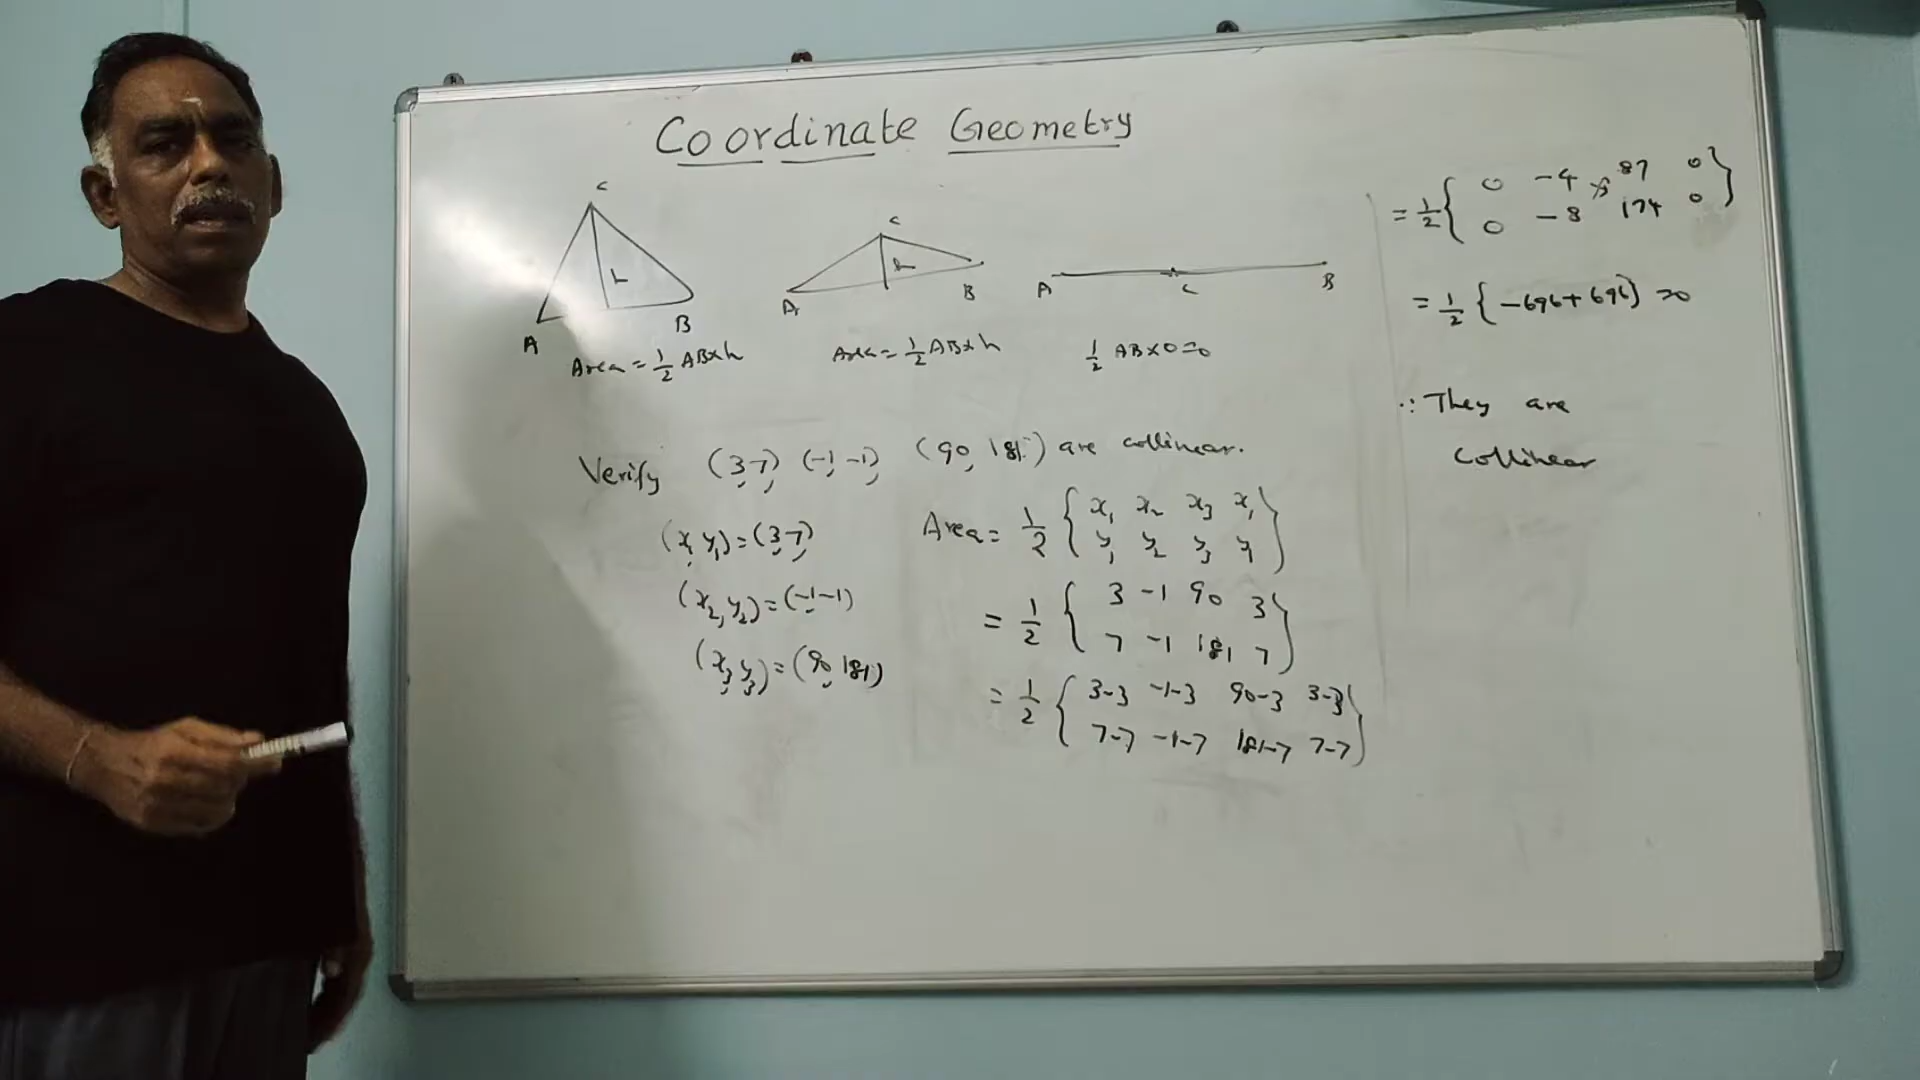 Coordinate Geometry
C
A
B
h
Area = 1/2 AB×h
C
A
B
h
Area = 1/2 AB×h
A
C
B
1/2 AB×0=0
Verify (3,7) (-1,-1) (90,181) are collinear.
(x1,y1)=(3,7)
(x2,y2)=(-1,-1)
(x3,y3)=(90,181)
Area = 1/2 { x1 x2 x3 x1
y1 y2 y3 y1 }
= 1/2 { 3 -1 90 3
7 -1 181 7 }
= 1/2 { 3-3 -1-3 90-3 3-3
7-7 -1-7 181-7 7-7 }
= 1/2 { 0 -4 87 0
0 -8 174 0 }
= 1/2 {-696+696} =0
∴ They are
collinear